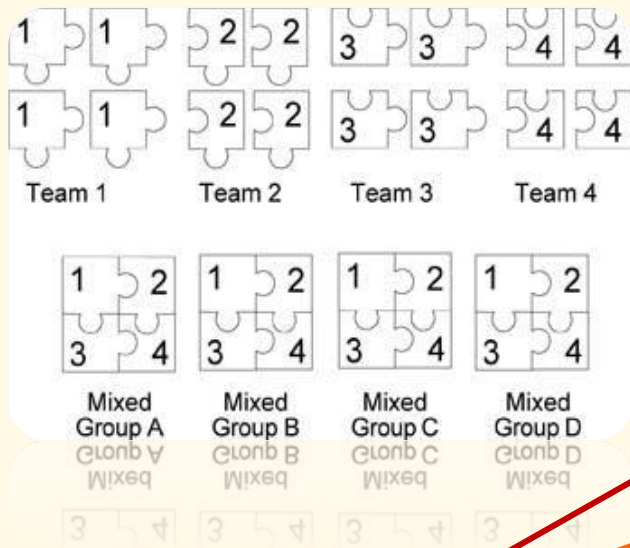 1 1 2 2 3 3 4 4
1 1 2 2 3 3 4 4
Team 1 Team 2 Team 3 Team 4
1 2 1 2 1 2 1 2
3 4 3 4 3 4 3 4
Mixed Mixed Mixed Mixed
Group A Group B Group C Group D